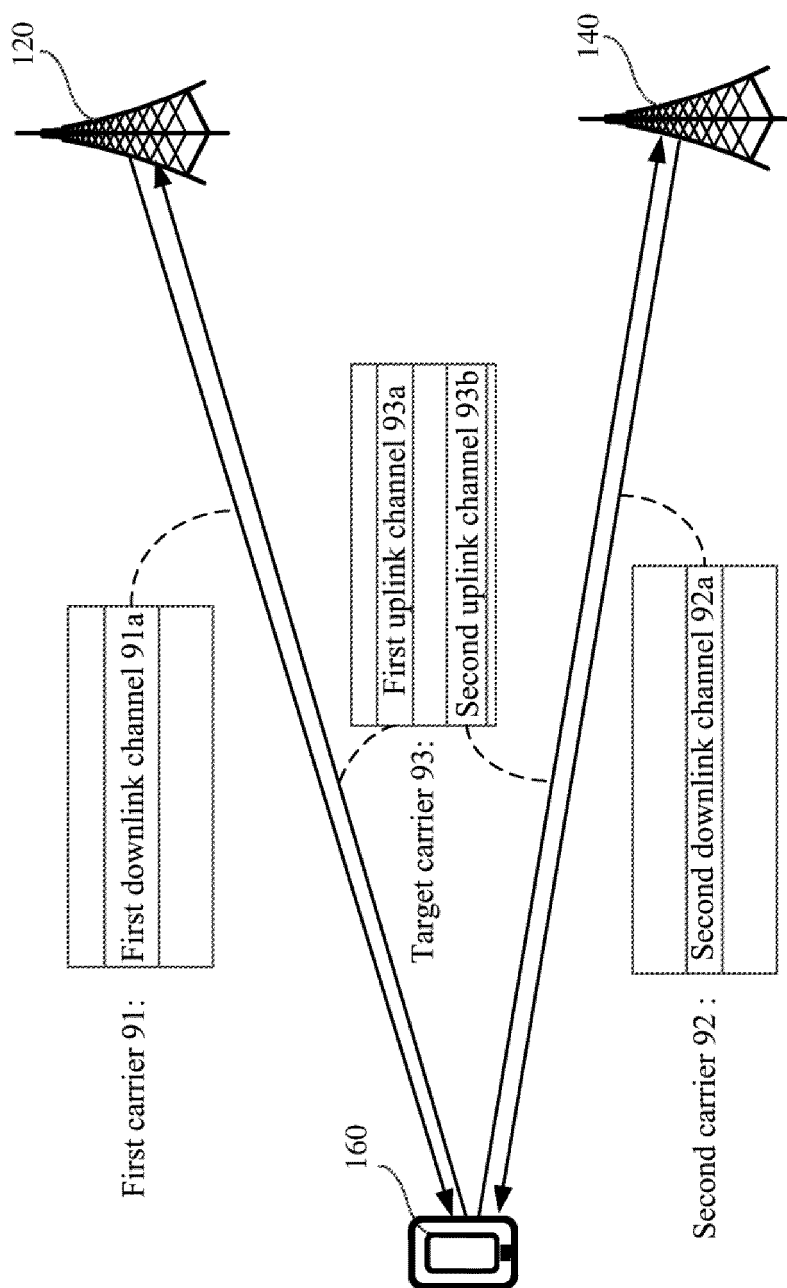 120
140
160
First carrier 91:
First downlink channel 91a
Target carrier 93:
First uplink channel 93a
Second uplink channel 93b
Second carrier 92 :
Second downlink channel 92a